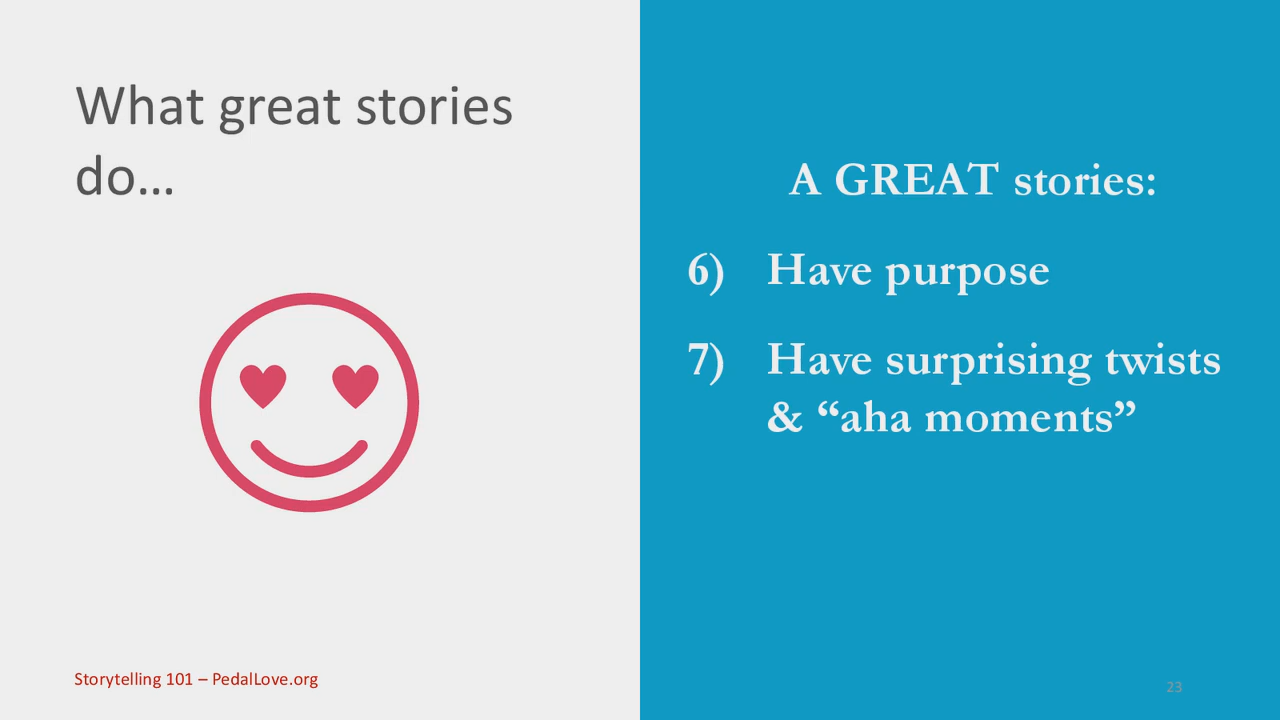 What great stories
do…
A GREAT stories:
6) Have purpose
7) Have surprising twists
& “aha moments”
Storytelling 101 – PedalLove.org
23